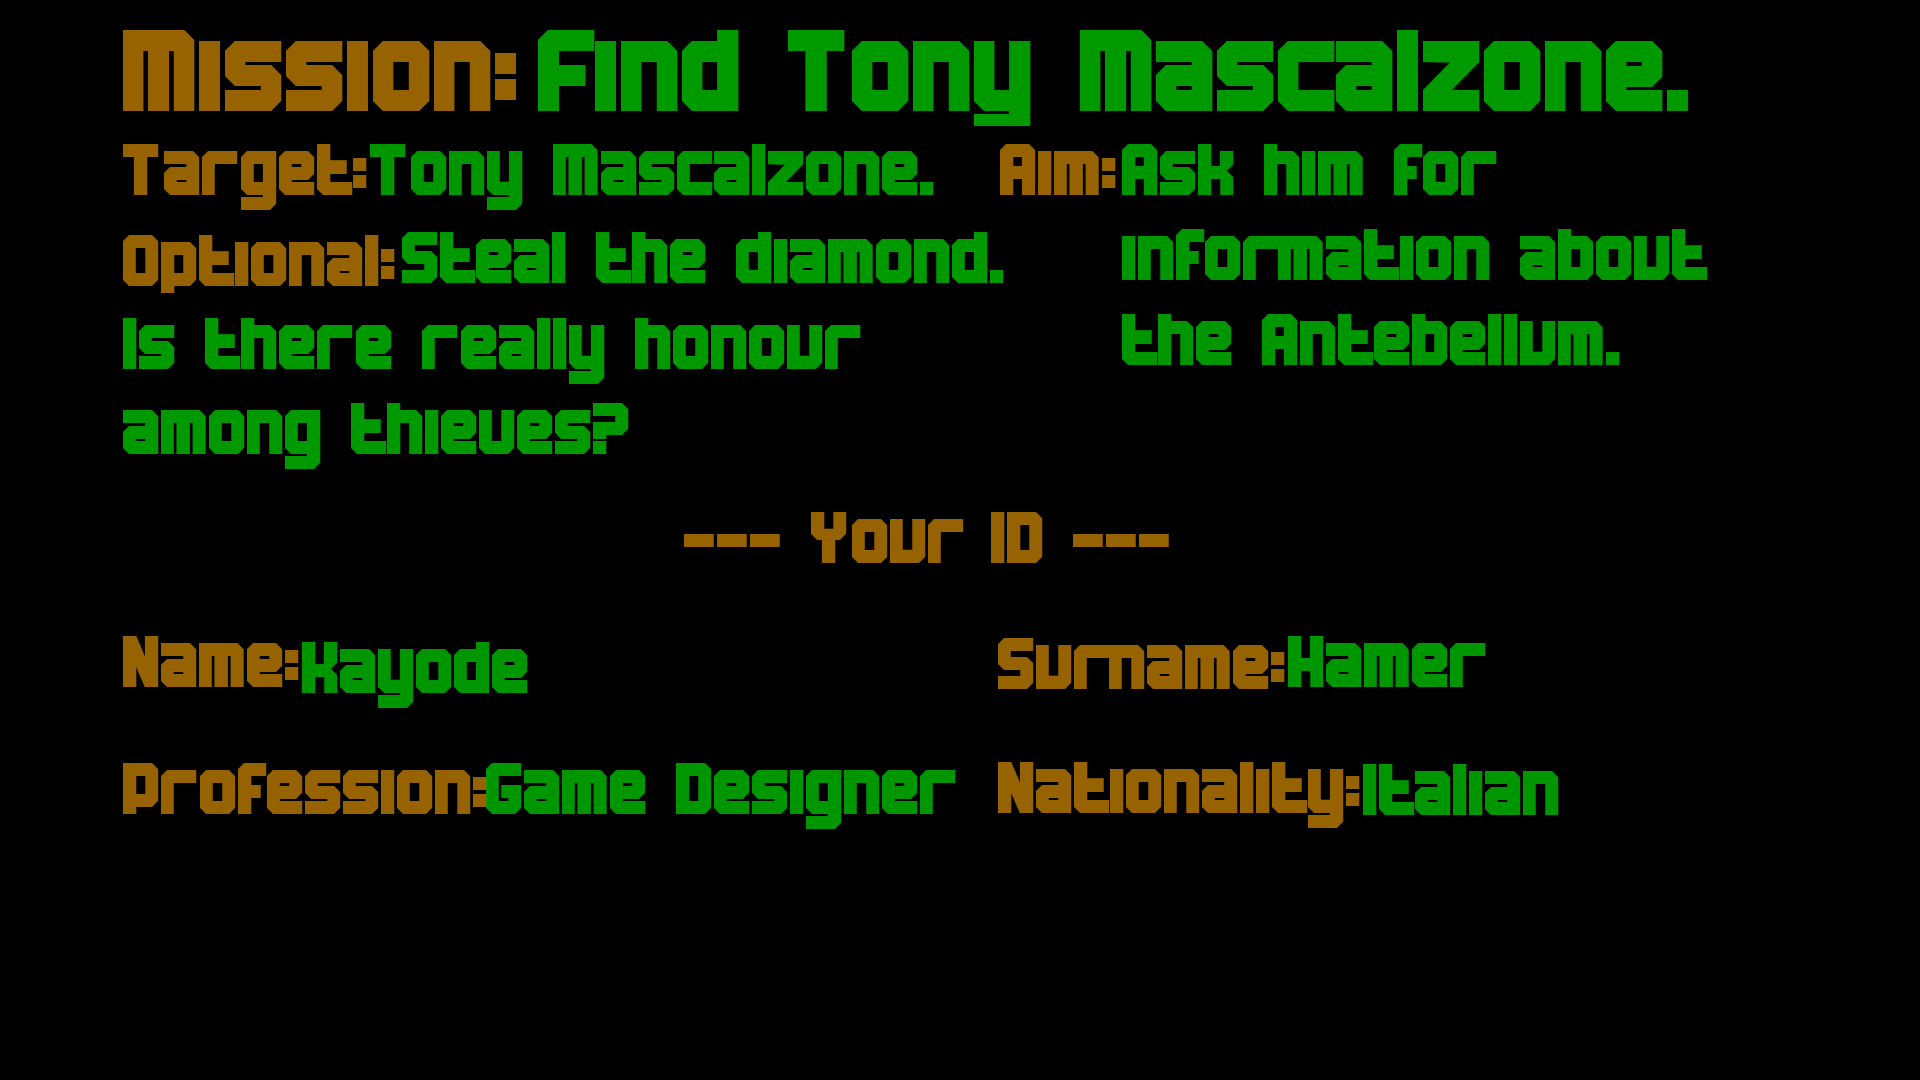 Mission: Find Tony Mascalzone.
Target: Tony Mascalzone.
Optional: Steal the diamond.
Is there really honour
among thieves?
Aim: Ask him for
information about
the Antebellum.
--- Your ID ---
Name: Kayode
Surname: Hamer
Profession: Game Designer
Nationality: Italian